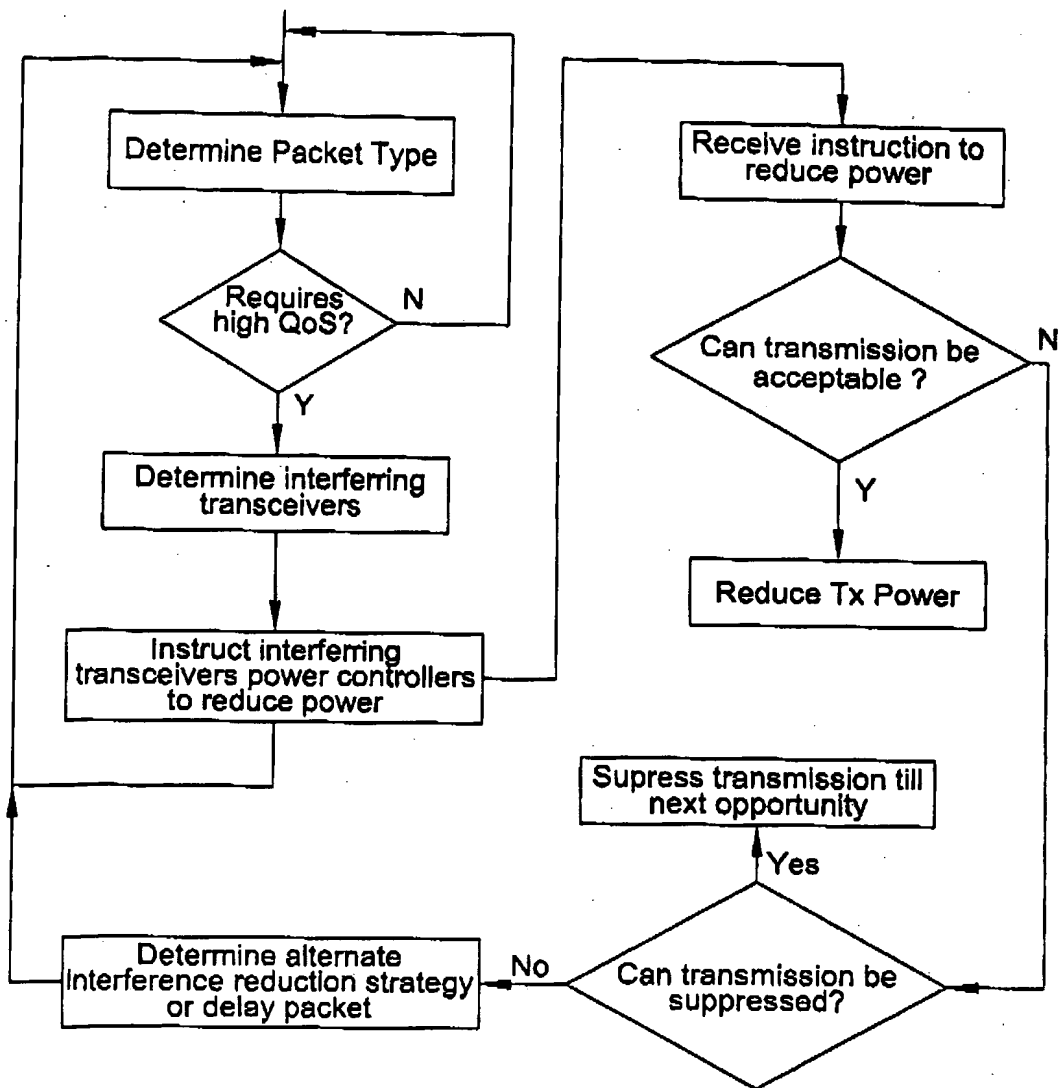 Determine Packet Type
Requires
high QoS?
N
Y
Determine interferring
transceivers
Instruct interferring
transceivers power controllers
to reduce power
Receive instruction to
reduce power
Can transmission be
acceptable ?
N
Y
Reduce Tx Power
Supress transmission till
next opportunity
Yes
Can transmission be
suppressed?
No
Determine alternate
interference reduction strategy
or delay packet